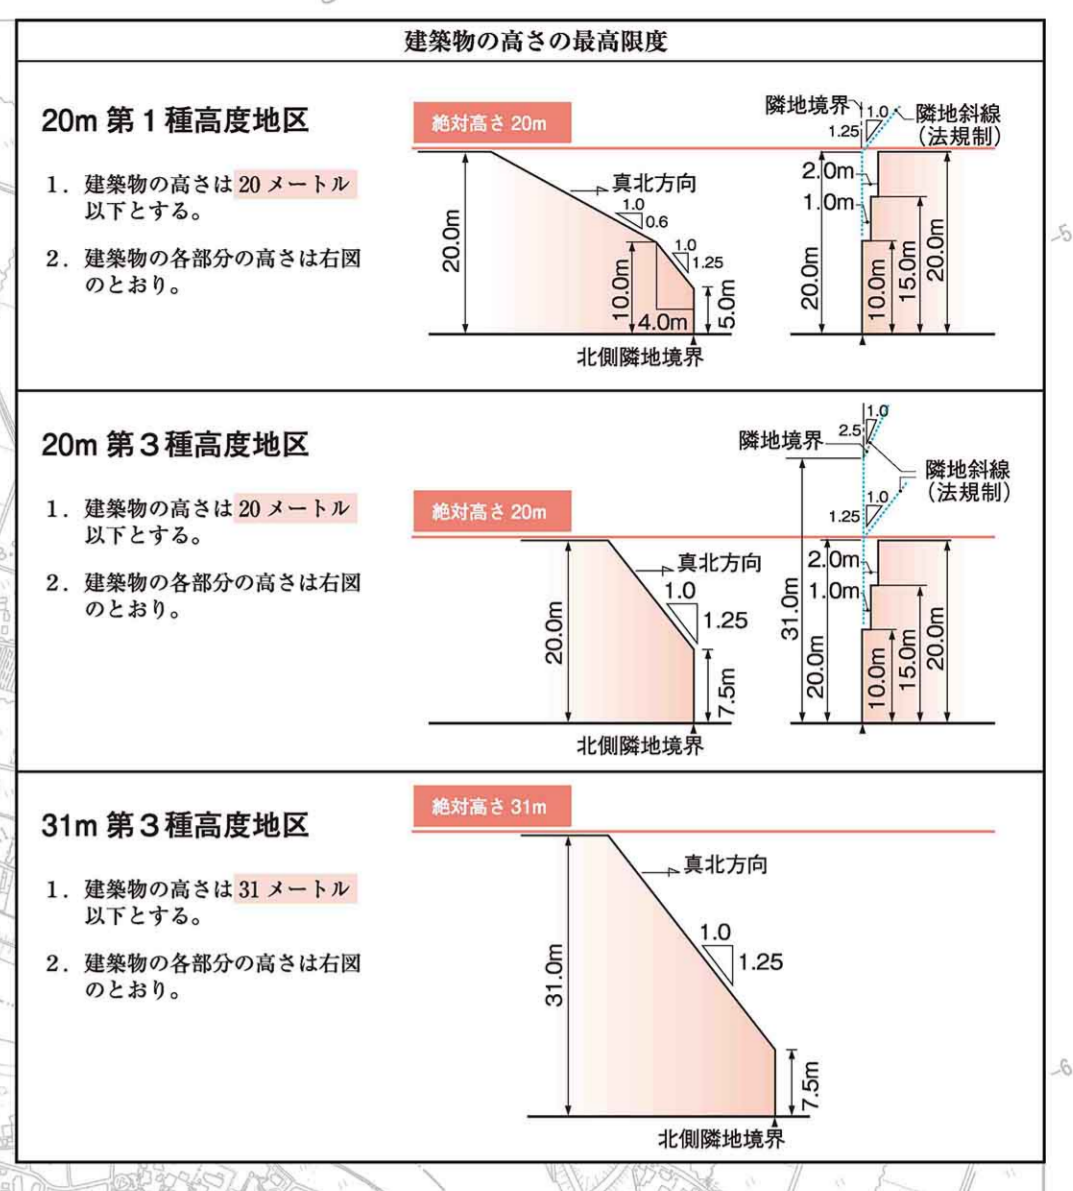 建築物の高さの最高限度
20m 第1種高度地区
1. 建築物の高さは 20 メートル
以下とする。
2. 建築物の各部分の高さは右図
のとおり。
絶対高さ 20m
真北方向
1.0
0.6
1.0
1.25
20.0m
10.0m
4.0m
5.0m
北側隣地境界
隣地境界
1.0
1.25
隣地斜線
（法規制）
2.0m
1.0m
20.0m
10.0m
15.0m
20.0m
20m 第3種高度地区
1. 建築物の高さは 20 メートル
以下とする。
2. 建築物の各部分の高さは右図
のとおり。
絶対高さ 20m
真北方向
1.0
1.25
20.0m
7.5m
北側隣地境界
1.0
2.5
隣地境界
隣地斜線
（法規制）
1.0
1.25
2.0m
1.0m
31.0m
20.0m
10.0m
15.0m
20.0m
31m 第3種高度地区
1. 建築物の高さは 31 メートル
以下とする。
2. 建築物の各部分の高さは右図
のとおり。
絶対高さ 31m
真北方向
1.0
1.25
31.0m
7.5m
北側隣地境界
-5
-6